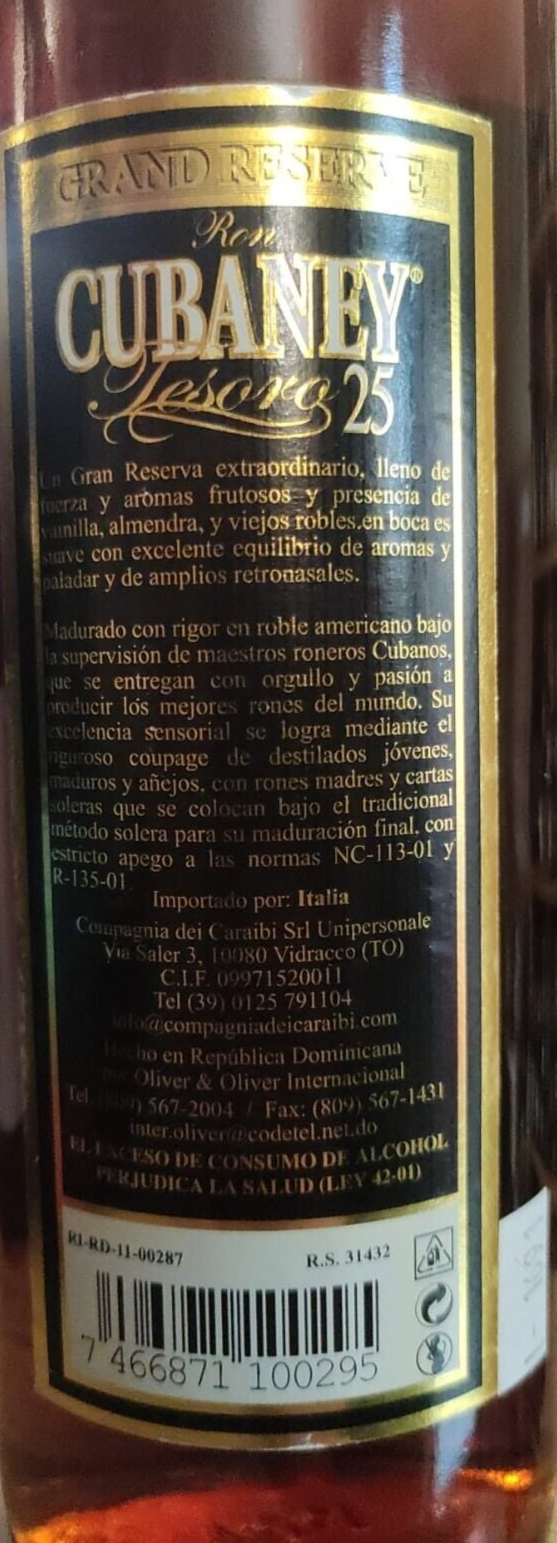 GRAND RESERVE
Ron
CUBANEY®
Tesoro 25
Un Gran Reserva extraordinario, lleno de
fuerza y aromas frutosos y presencia de
vainilla, almendra, y viejos robles.en boca es
suave con excelente equilibrio de aromas y
paladar y de amplios retronasales.
Madurado con rigor en roble americano bajo
la supervisión de maestros roneros Cubanos,
que se entregan con orgullo y pasión a
producir los mejores rones del mundo. Su
excelencia sensorial se logra mediante el
riguroso coupage de destilados jóvenes,
maduros y añejos, con rones madres y cartas
soleras que se colocan bajo el tradicional
método solera para su maduración final, con
estricto apego a las normas NC-113-01 y
R-135-01
Importado por: Italia
Compagnia dei Caraibi Srl Unipersonale
Via Saler 3, 10080 Vidracco (TO)
C.I.F. 09971520011
Tel (39) 0125 791104
info@compagniadeicaraibi.com
Hecho en República Dominicana
por Oliver & Oliver Internacional
Tel. (809) 567-2004 / Fax: (809) 567-1431
inter.oliver@codetel.net.do
EL EXCESO DE CONSUMO DE ALCOHOL
PERJUDICA LA SALUD (LEY 42-01)
RI-RD-11-00287 R.S. 31432
7 466871 100295